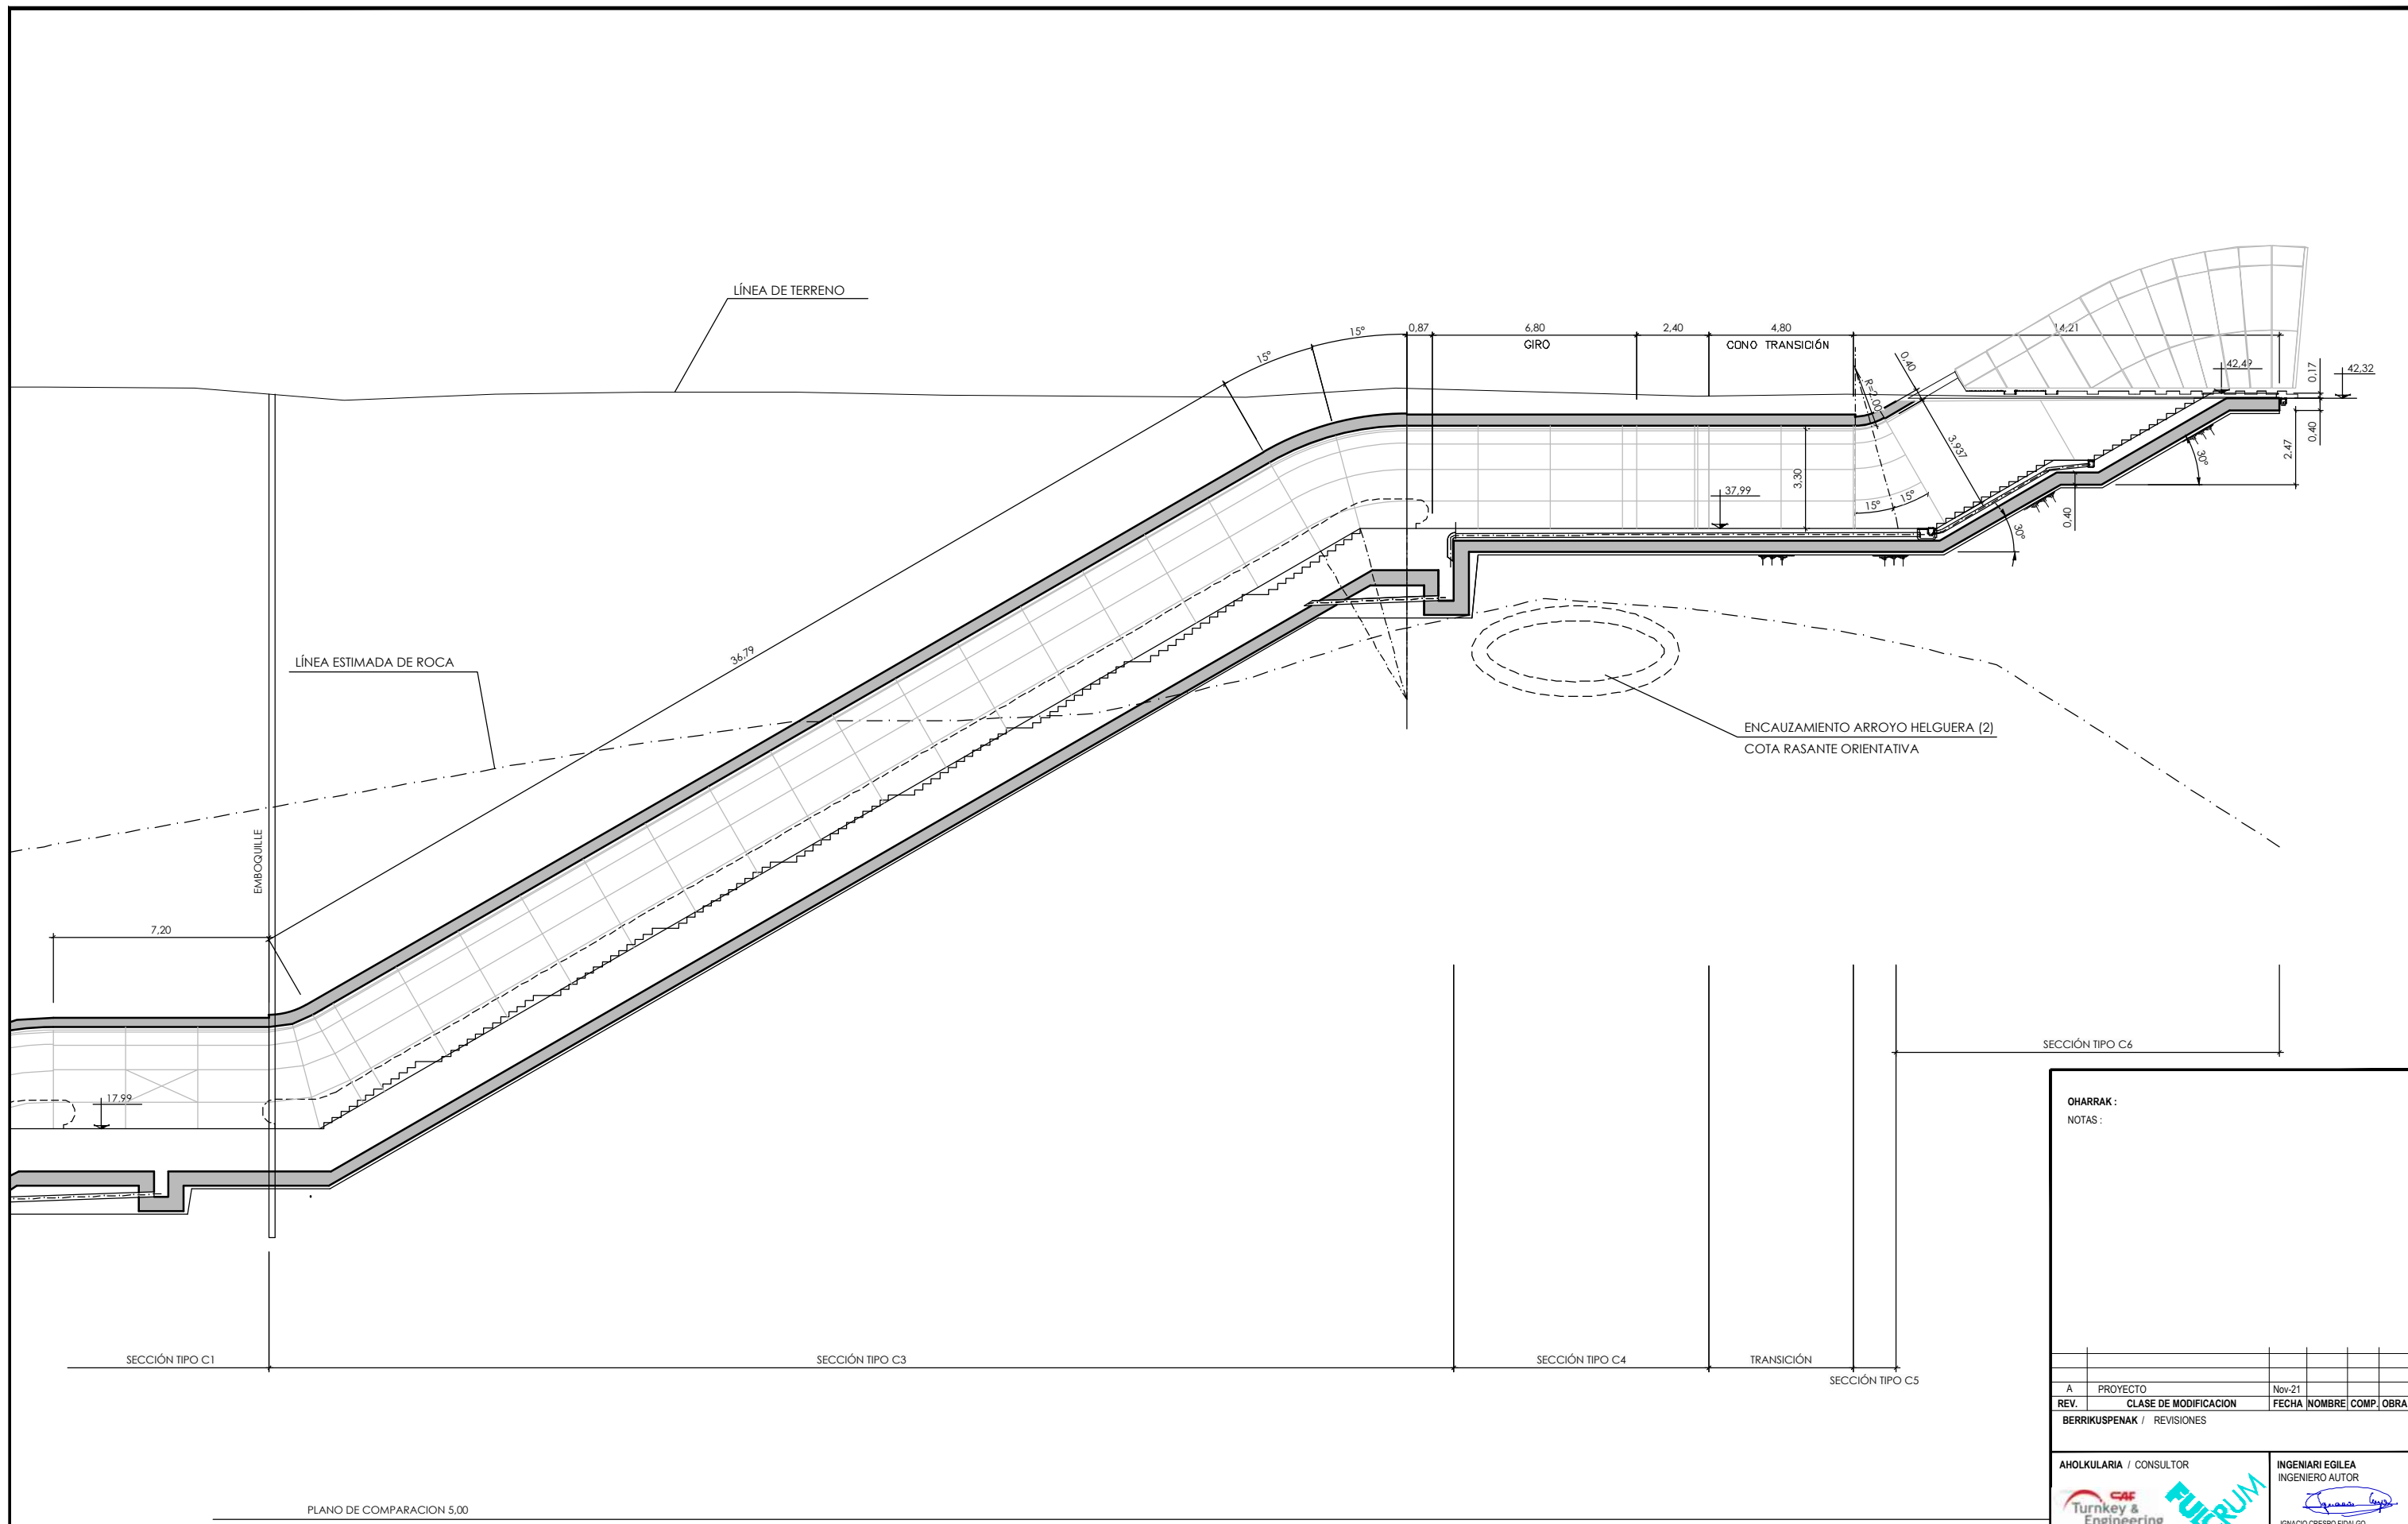 LÍNEA DE TERRENO
15°
15°
0,87
6,80
GIRO
2,40
4,80
CONO TRANSICIÓN
14,21
0,40
R=2,00
42,49
0,17
42,32
0,40
2,47
30°
3,937
3,30
37,99
15°
15°
0,40
30°
36,79
LÍNEA ESTIMADA DE ROCA
ENCAUZAMIENTO ARROYO HELGUERA (2)
COTA RASANTE ORIENTATIVA
EMBOQUILLE
7,20
17,99
SECCIÓN TIPO C6
SECCIÓN TIPO C1
SECCIÓN TIPO C3
SECCIÓN TIPO C4
TRANSICIÓN
SECCIÓN TIPO C5
PLANO DE COMPARACION 5,00
OHARRAK :
NOTAS :
A PROYECTO Nov-21
REV. CLASE DE MODIFICACION FECHA NOMBRE COMP. OBRA
BERRIKUSPENAK / REVISIONES
AHOLKULARIA / CONSULTOR
INGENIARI EGILEA
INGENIERO AUTOR
CAF
Turnkey &
Engineering
FULCRUM
IGNACIO CRESPO FIDALGO